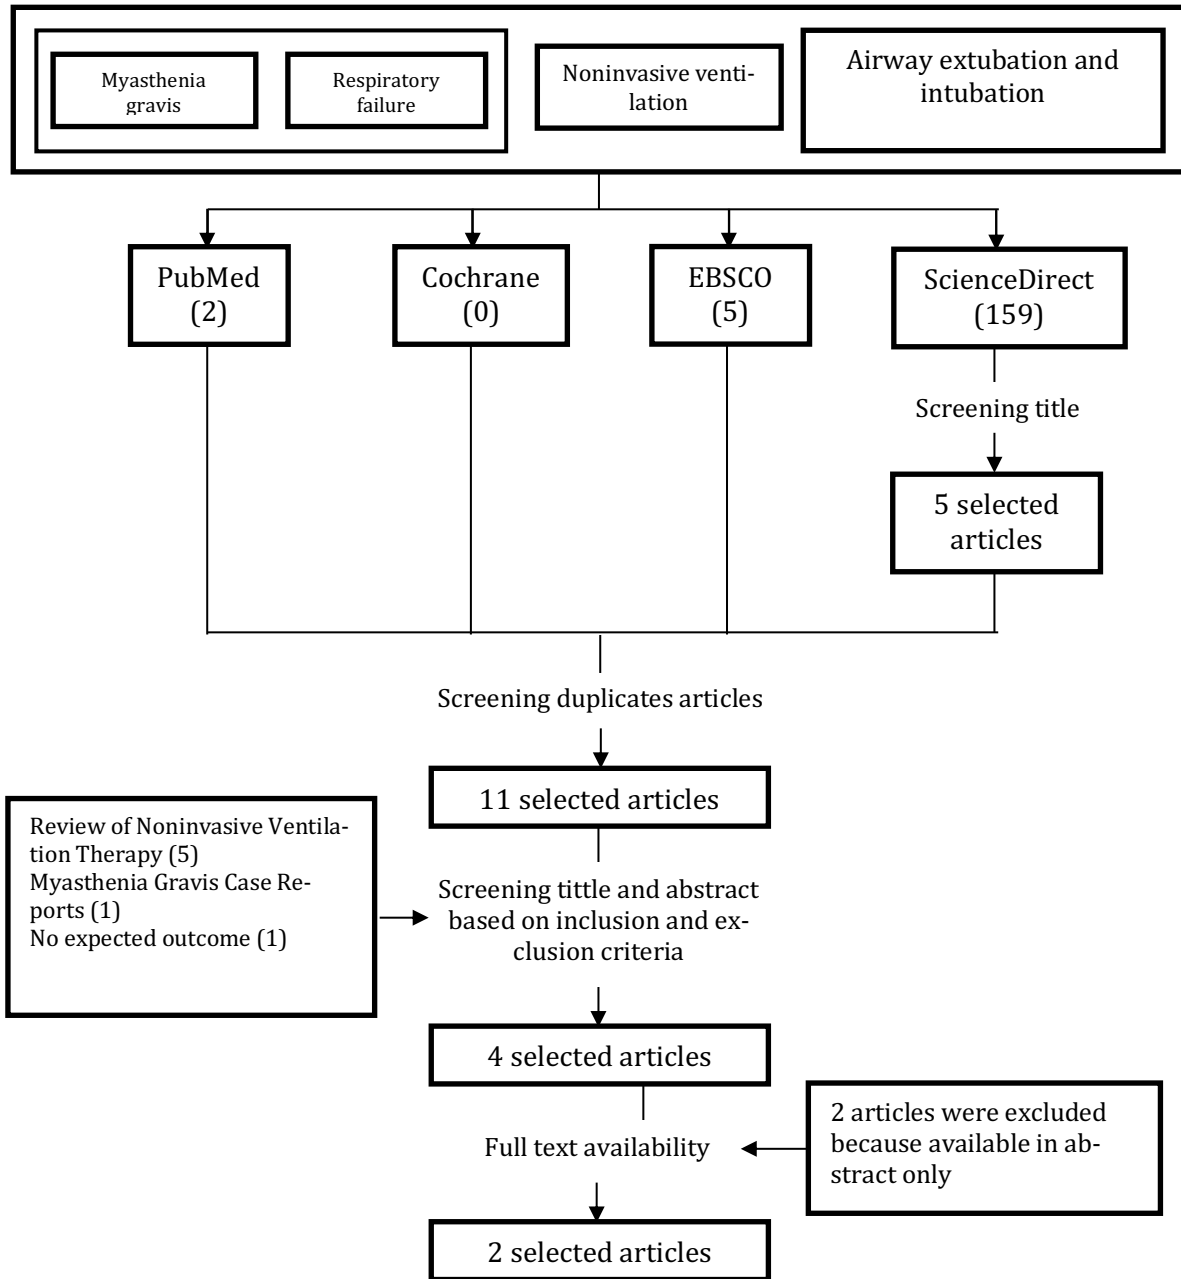 Myasthenia
gravis
Respiratory
failure
Noninvasive venti-
lation
Airway extubation and
intubation
PubMed
(2)
Cochrane
(0)
EBSCO
(5)
ScienceDirect
(159)
Screening title
5 selected
articles
Screening duplicates articles
11 selected articles
Review of Noninvasive Ventila-
tion Therapy (5)
Myasthenia Gravis Case Re-
ports (1)
No expected outcome (1)
Screening tittle and abstract
based on inclusion and ex-
clusion criteria
4 selected articles
Full text availability
2 articles were excluded
because available in ab-
stract only
2 selected articles